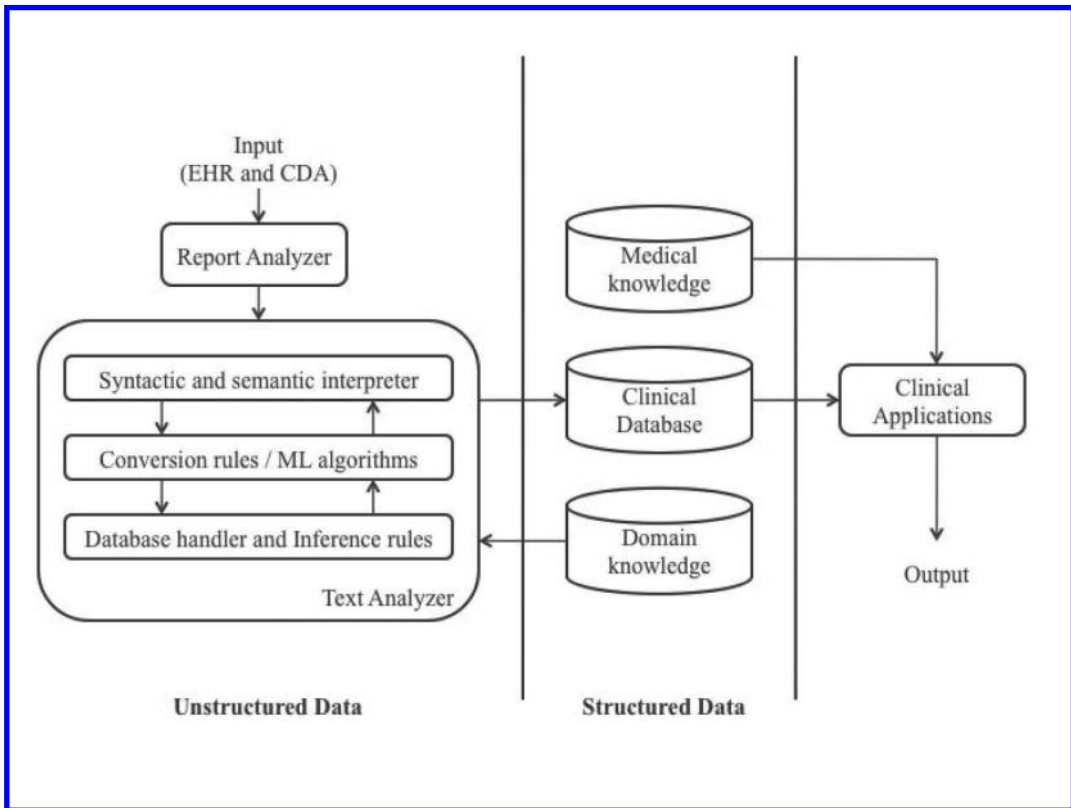 Input
(EHR and CDA)
Report Analyzer
Syntactic and semantic interpreter
Conversion rules / ML algorithms
Database handler and Inference rules
Text Analyzer
Unstructured Data
Medical
knowledge
Clinical
Database
Domain
knowledge
Structured Data
Clinical
Applications
Output